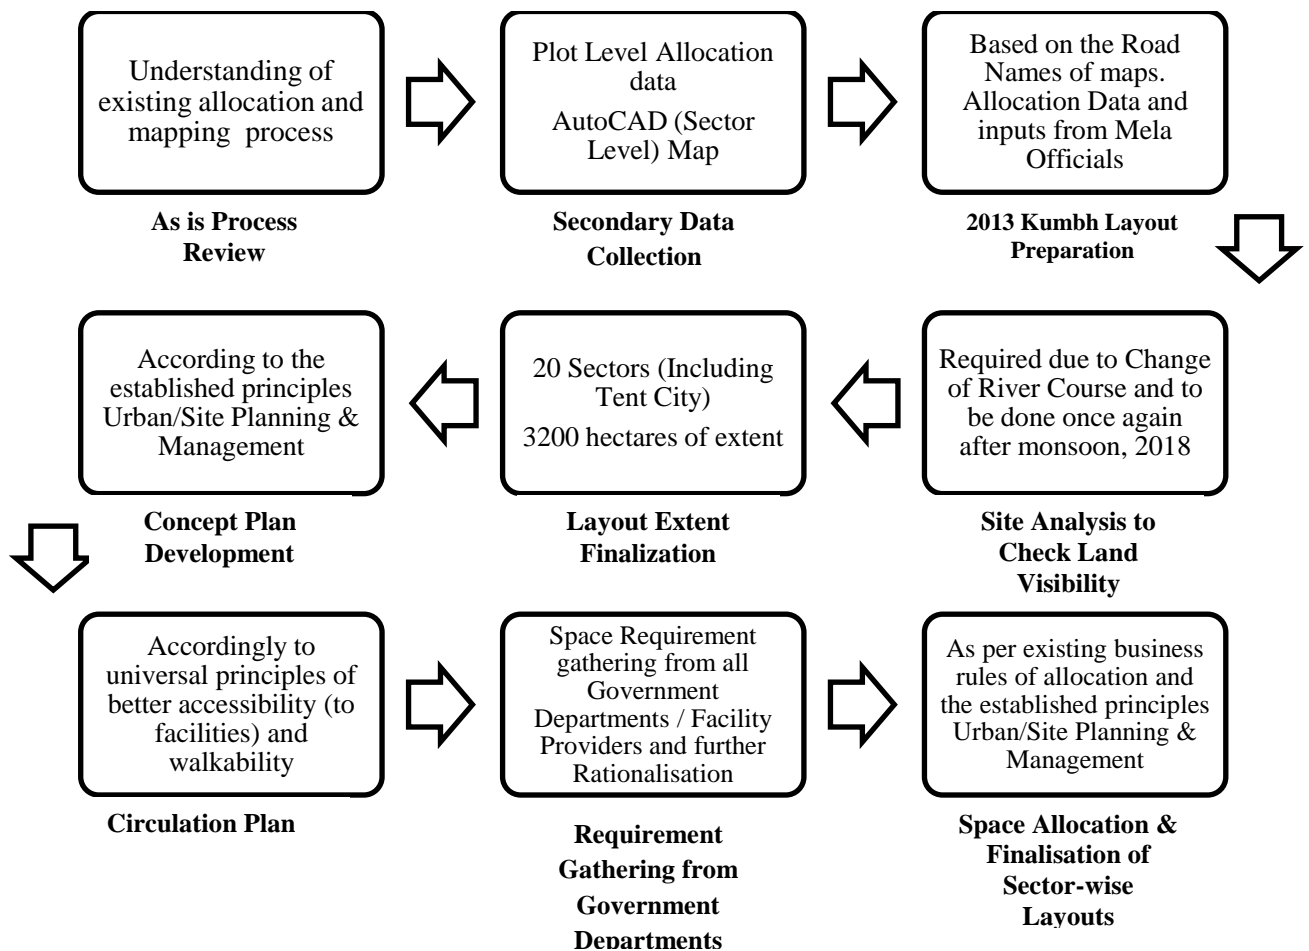 Understanding of
existing allocation and
mapping process
As is Process
Review
Plot Level Allocation
data
AutoCAD (Sector
Level) Map
Secondary Data
Collection
Based on the Road
Names of maps.
Allocation Data and
inputs from Mela
Officials
2013 Kumbh Layout
Preparation
Required due to Change
of River Course and to
be done once again
after monsoon, 2018
Site Analysis to
Check Land
Visibility
20 Sectors (Including
Tent City)
3200 hectares of extent
Layout Extent
Finalization
According to the
established principles
Urban/Site Planning &
Management
Concept Plan
Development
Accordingly to
universal principles of
better accessibility (to
facilities) and
walkability
Circulation Plan
Space Requirement
gathering from all
Government
Departments / Facility
Providers and further
Rationalisation
Requirement
Gathering from
Government
Departments
As per existing business
rules of allocation and
the established principles
Urban/Site Planning &
Management
Space Allocation &
Finalisation of
Sector-wise
Layouts